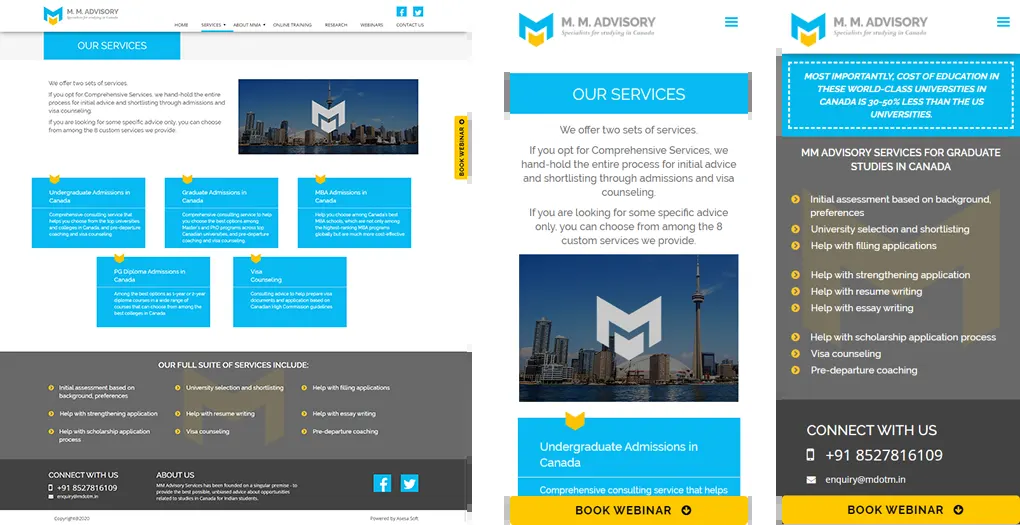 M. M. ADVISORY
Specialists for studying in Canada
HOME
SERVICES
ABOUT MMA
ONLINE TRAINING
RESEARCH
WEBINARS
CONTACT US
OUR SERVICES
We offer two sets of services.
If you opt for Comprehensive Services, we hand-hold the entire
process for initial advice and shortlisting through admissions and
visa counseling.
If you are looking for some specific advice only, you can choose
from among the 8 custom services we provide.
BOOK WEBINAR
Undergraduate Admissions in
Canada
Comprehensive consulting service that
helps you choose from the top universities
and colleges in Canada, and pre-departure
coaching and visa counseling
Graduate Admissions in
Canada
Comprehensive consulting service to help
you choose the best options among
Master's and PhD programs across top
Canadian universities, and pre-departure
coaching and visa counseling.
MBA Admissions in
Canada
Help you choose among Canada's best
MBA schools, which are not only among
the highest-ranking MBA programs
globally but are much more cost-effective
PG Diploma Admissions in
Canada
Among the best options as 1-year or 2-year
diploma courses in a wide range of
courses that can choose from among the
best colleges in Canada.
Visa
Counseling
Consulting advice to help prepare visa
documents and application based on
Canadian High Commission guidelines
OUR FULL SUITE OF SERVICES INCLUDE:
Initial assessment based on
background, preferences
University selection and shortlisting
Help with filling applications
Help with strengthening application
Help with resume writing
Help with essay writing
Help with scholarship application
process
Visa counseling
Pre-departure coaching
CONNECT WITH US
+91 8527816109
enquiry@mdotm.in
ABOUT US
MM Advisory Services has been founded on a singular premise - to
provide the best possible, unbiased advice about opportunities
related to studies in Canada for Indian students.
Copyright®2020
Powered by Asesa Soft
M. M. ADVISORY
Specialists for studying in Canada
OUR SERVICES
We offer two sets of services.
If you opt for Comprehensive Services, we
hand-hold the entire process for initial advice
and shortlisting through admissions and visa
counseling.
If you are looking for some specific advice
only, you can choose from among the 8
custom services we provide.
Undergraduate Admissions in
Canada
Comprehensive consulting service that helps
BOOK WEBINAR
M. M. ADVISORY
Specialists for studying in Canada
MOST IMPORTANTLY, COST OF EDUCATION IN
THESE WORLD-CLASS UNIVERSITIES IN
CANADA IS 30-50% LESS THAN THE US
UNIVERSITIES.
MM ADVISORY SERVICES FOR GRADUATE
STUDIES IN CANADA
Initial assessment based on background,
preferences
University selection and shortlisting
Help with filling applications
Help with strengthening application
Help with resume writing
Help with essay writing
Help with scholarship application process
Visa counseling
Pre-departure coaching
CONNECT WITH US
+91 8527816109
enquiry@mdotm.in
BOOK WEBINAR